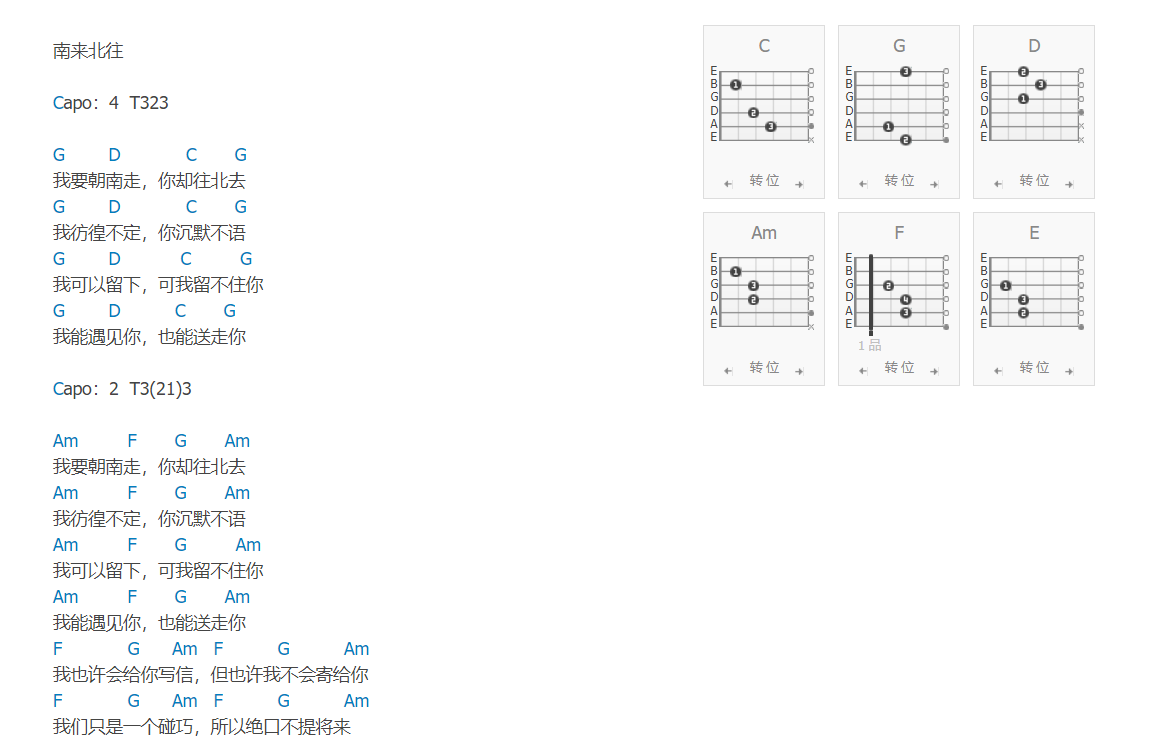 南来北往
Capo：4 T323
G D C G
我要朝南走，你却往北去
G D C G
我彷徨不定，你沉默不语
G D C G
我可以留下，可我留不住你
G D C G
我能遇见你，也能送走你
Capo：2 T3(21)3
Am F G Am
我要朝南走，你却往北去
Am F G Am
我彷徨不定，你沉默不语
Am F G Am
我可以留下，可我留不住你
Am F G Am
我能遇见你，也能送走你
F G Am F G Am
我也许会给你写信，但也许我不会寄给你
F G Am F G Am
我们只是一个碰巧，所以绝口不提将来
C
E
B 1
G
D 2
A 3
E
转位
G
E 3
B
G
D
A 1
E 2
转位
D
E 2
B 3
G 1
D
A
E
转位
Am
E
B 1
G 3
D 2
A
E
转位
F
E
B
G 2
D 4
A 3
E
1品
转位
E
E
B
G 1
D 3
A 2
E
转位